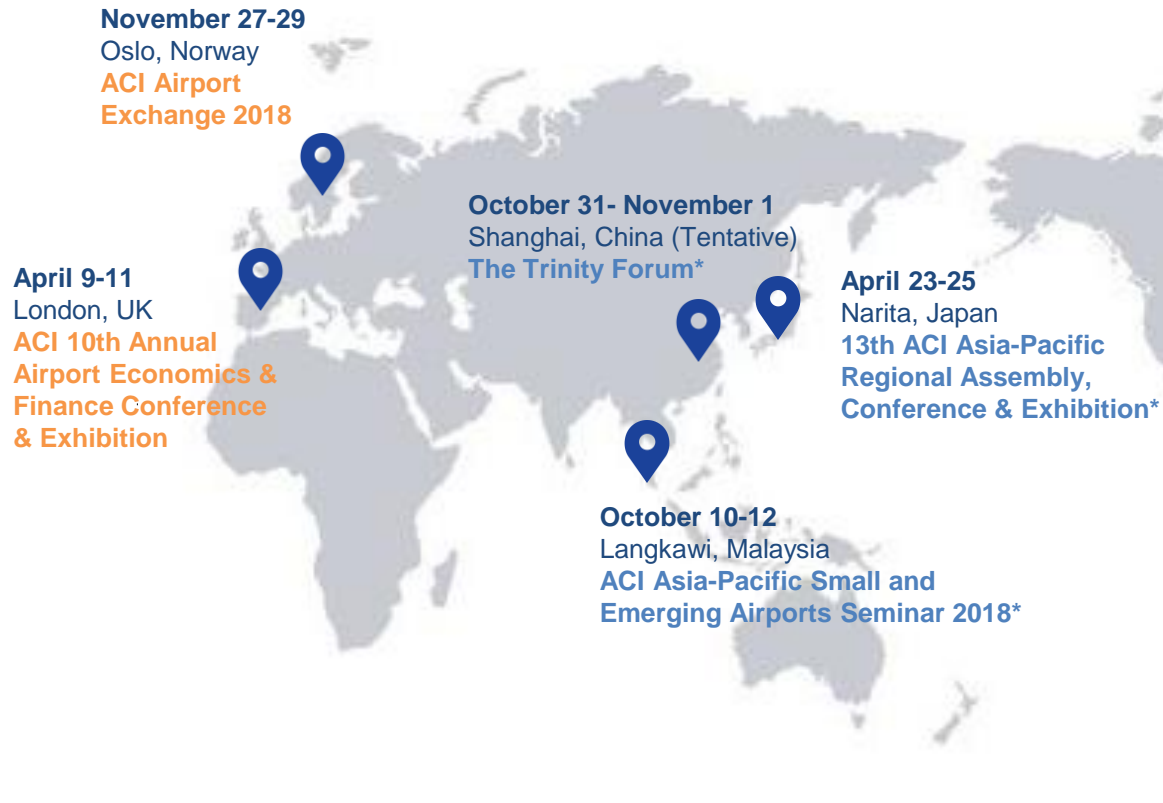 November 27-29
Oslo, Norway
ACI Airport
Exchange 2018
October 31- November 1
Shanghai, China (Tentative)
The Trinity Forum*
April 9-11
London, UK
ACI 10th Annual
Airport Economics &
Finance Conference
& Exhibition
April 23-25
Narita, Japan
13th ACI Asia-Pacific
Regional Assembly,
Conference & Exhibition*
October 10-12
Langkawi, Malaysia
ACI Asia-Pacific Small and
Emerging Airports Seminar 2018*